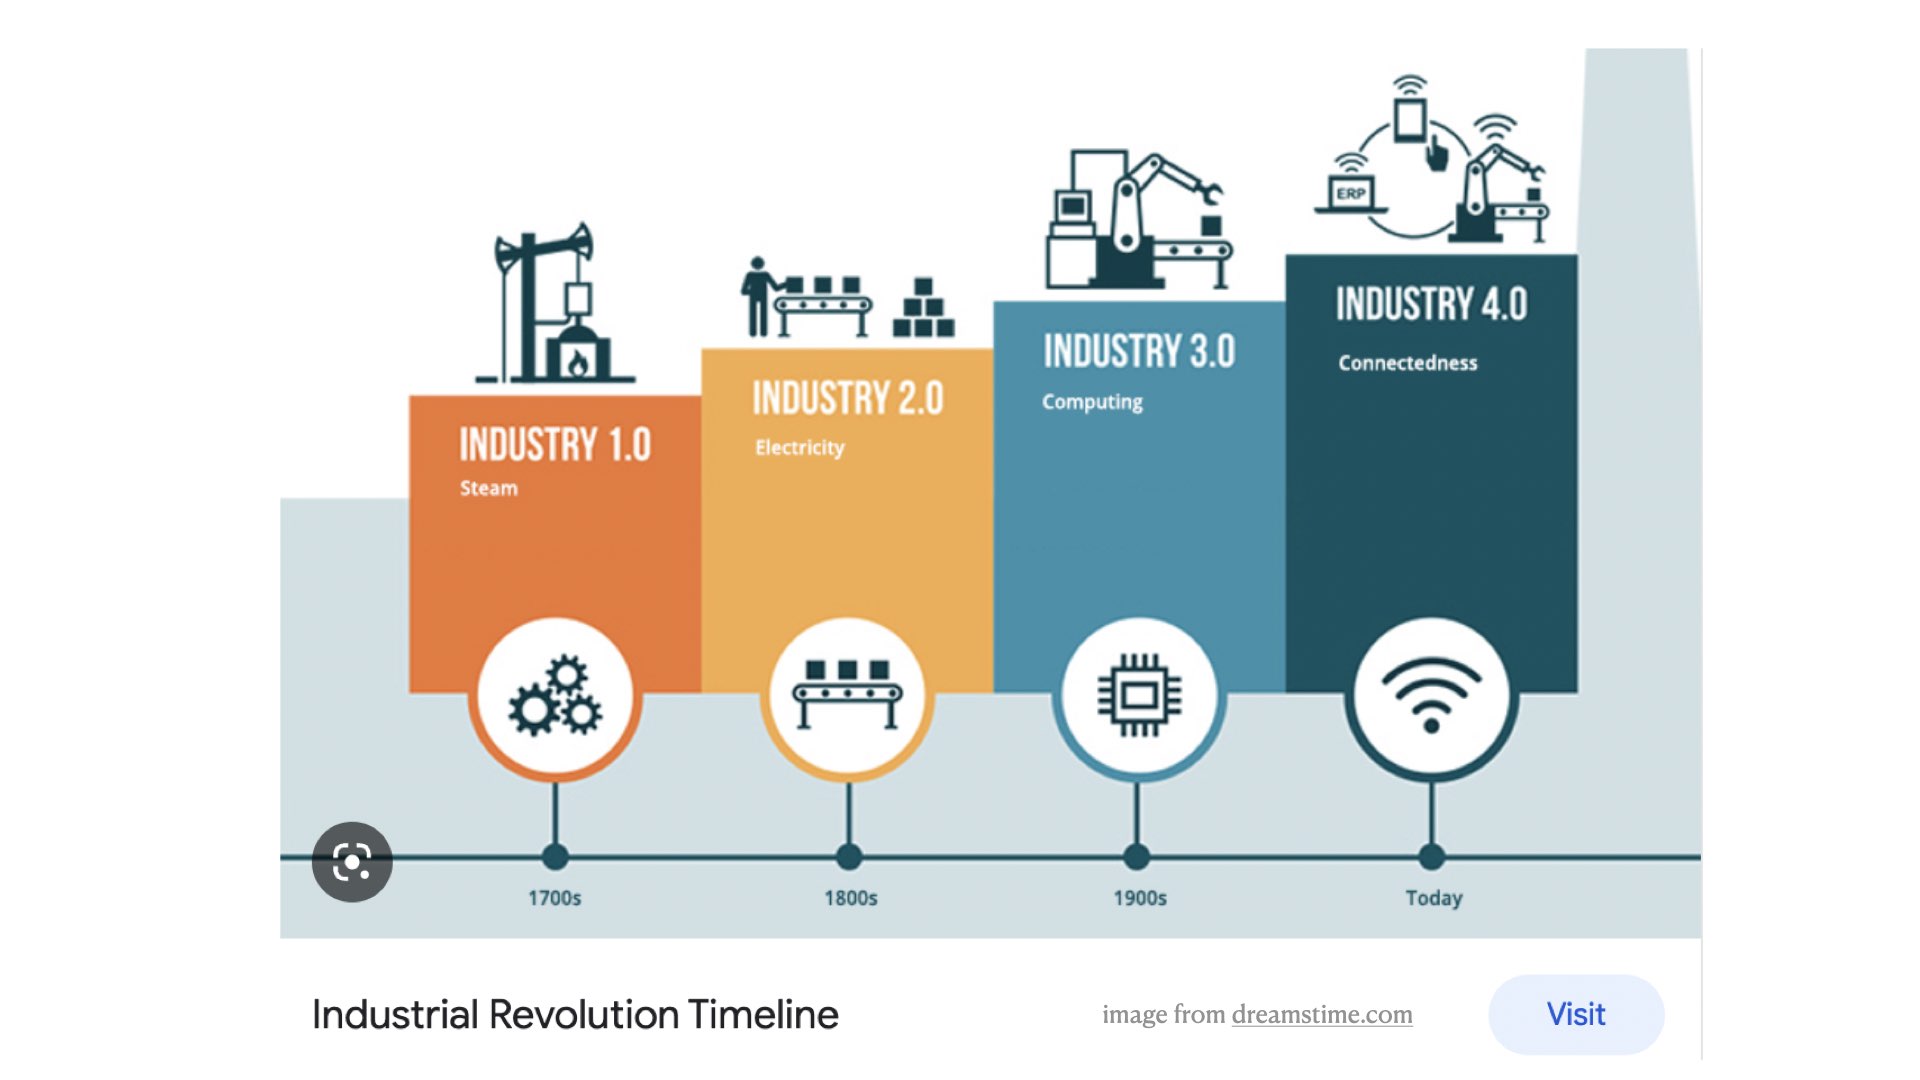 ERP
INDUSTRY 4.0
Connectedness
INDUSTRY 3.0
Computing
INDUSTRY 2.0
Electricity
INDUSTRY 1.0
Steam
1700s
1800s
1900s
Today
Industrial Revolution Timeline
image from dreamstime.com
Visit